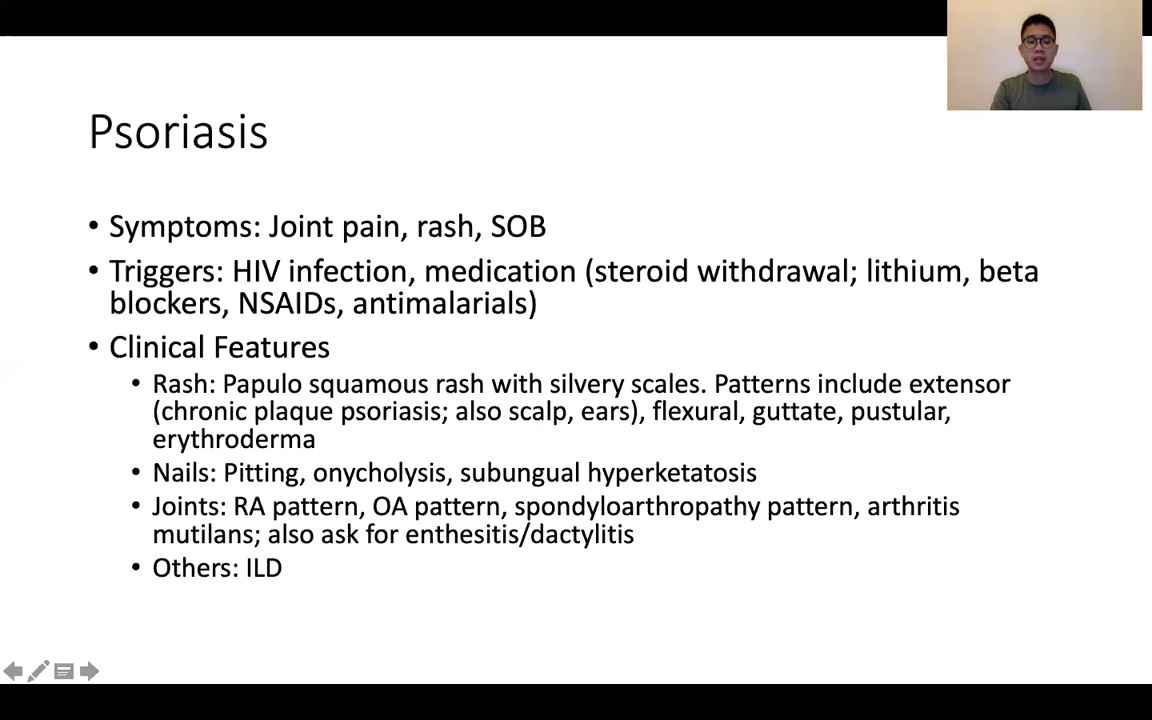 Psoriasis
• Symptoms: Joint pain, rash, SOB
• Triggers: HIV infection, medication (steroid withdrawal; lithium, beta
blockers, NSAIDs, antimalarials)
• Clinical Features
• Rash: Papulo squamous rash with silvery scales. Patterns include extensor
(chronic plaque psoriasis; also scalp, ears), flexural, guttate, pustular,
erythroderma
• Nails: Pitting, onycholysis, subungual hyperketatosis
• Joints: RA pattern, OA pattern, spondyloarthropathy pattern, arthritis
mutilans; also ask for enthesitis/dactylitis
• Others: ILD